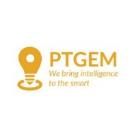 PTGEM
We bring intelligence
to the smart